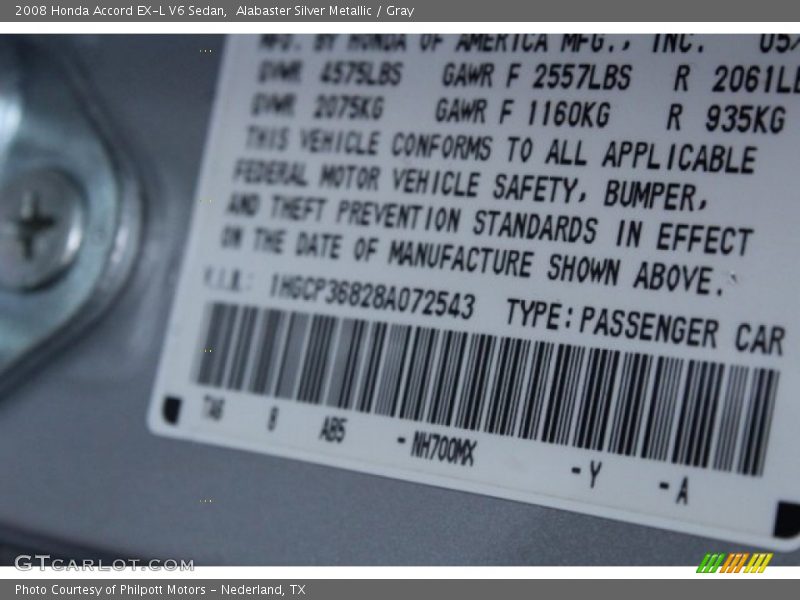 2008 Honda Accord EX-L V6 Sedan,  Alabaster Silver Metallic / Gray
MFD. BY HONDA OF AMERICA MFG., INC. 05/
GVWR 4575LBS GAWR F 2557LBS R 2061LB
GVWR 2075KG GAWR F 1160KG R 935KG
THIS VEHICLE CONFORMS TO ALL APPLICABLE
FEDERAL MOTOR VEHICLE SAFETY, BUMPER,
AND THEFT PREVENTION STANDARDS IN EFFECT
ON THE DATE OF MANUFACTURE SHOWN ABOVE.
V.I.N.: 1HGCP36828A072543 TYPE: PASSENGER CAR
TA6 8 AB5 -NH700MX -Y -A
GTCARLOT.COM
Photo Courtesy of Philpott Motors - Nederland, TX